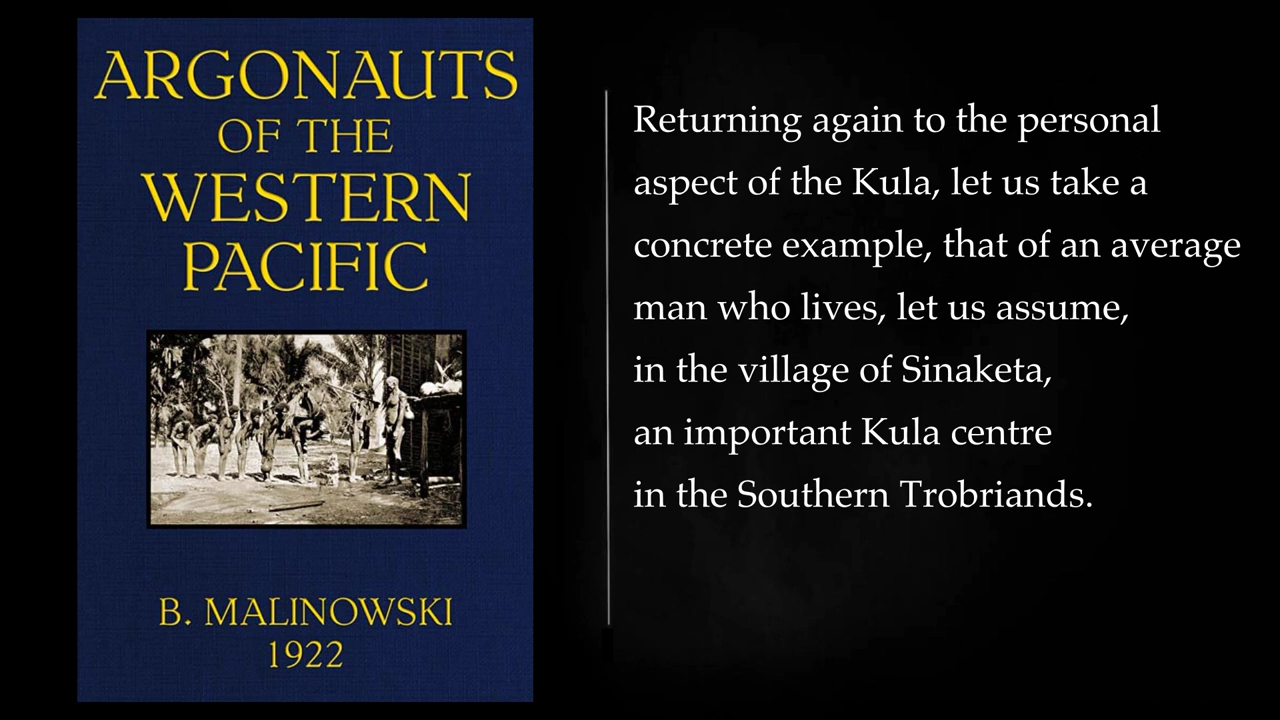 ARGONAUTS
OF THE
WESTERN
PACIFIC
B. MALINOWSKI
1922
Returning again to the personal
aspect of the Kula, let us take a
concrete example, that of an average
man who lives, let us assume,
in the village of Sinaketa,
an important Kula centre
in the Southern Trobriands.